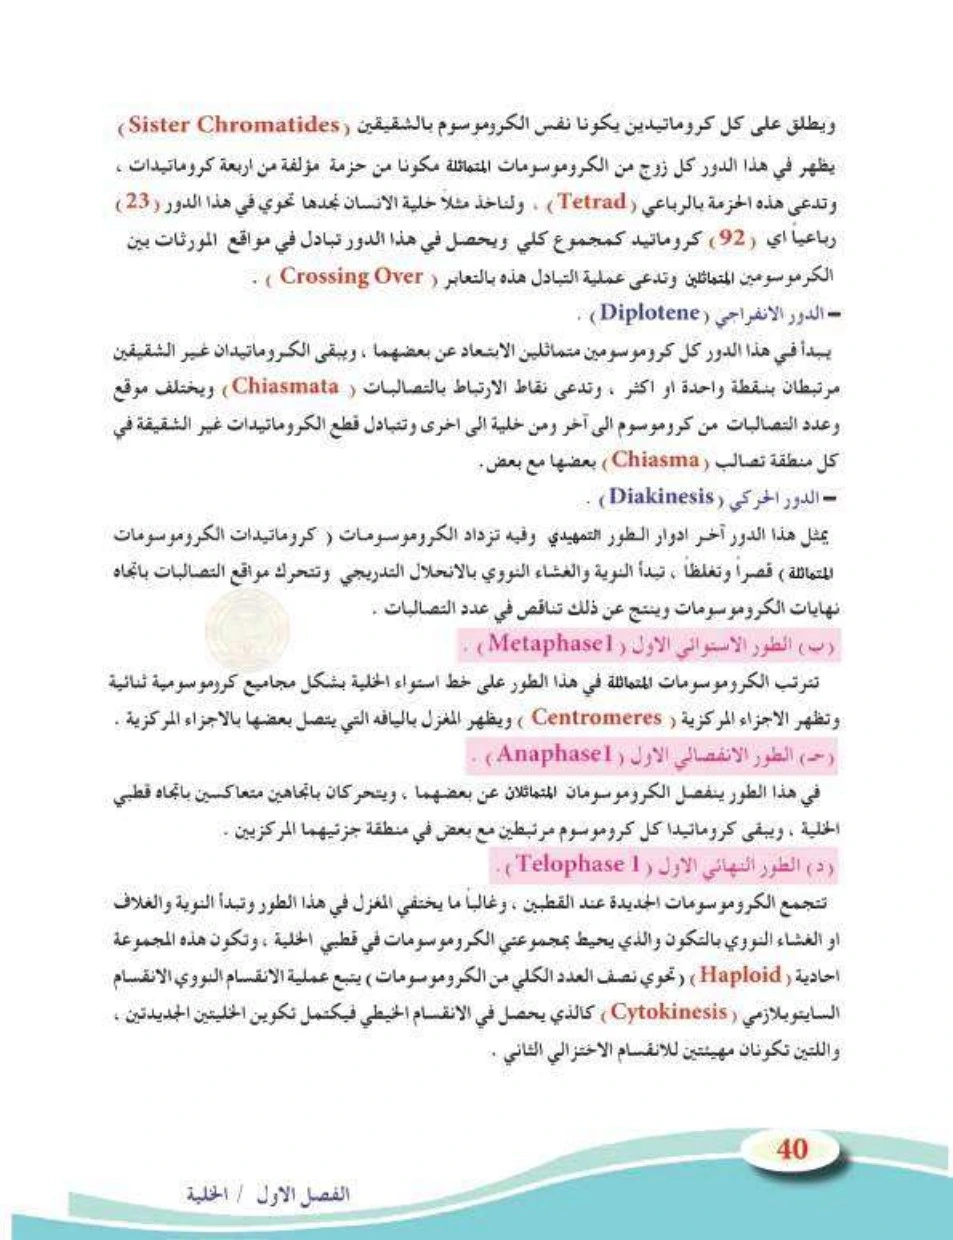 ويطلق على كل كروماتيدين يكونا نفس الكروموسوم بالشقيقين ( Sister Chromatides )
يظهر في هذا الدور كل زوج من الكروموسومات المتماثلة مكونا من حزمة مؤلفة من اربعة كروماتيدات ،
وتدعى هذه الحزمة بالرباعي ( Tetrad ) . ولناخذ مثلاً خلية الانسان نجدها تحوي في هذا الدور ( 23 )
رباعياً اي ( 92 ) كروماتيد كمجموع كلي ويحصل في هذا الدور تبادل في مواقع المورثات بين
الكرموسومين المتماثلين وتدعى عملية التبادل هذه بالتعابر ( Crossing Over ) .
– الدور الانفراجي ( Diplotene ) .
يبدأ في هذا الدور كل كروموسومين متماثلين الابتعاد عن بعضهما ، ويبقى الكروماتيدان غير الشقيقين
مرتبطان بنقطة واحدة او اكثر ، وتدعى نقاط الارتباط بالتصالبات ( Chiasmata ) ويختلف موقع
وعدد التصالبات من كروموسوم الى آخر ومن خلية الى اخرى وتتبادل قطع الكروماتيدات غير الشقيقة في
كل منطقة تصالب ( Chiasma ) بعضها مع بعض .
– الدور الحركي ( Diakinesis ) .
يمثل هذا الدور آخر ادوار الطور التمهيدي وفيه تزداد الكروموسومات ( كروماتيدات الكروموسومات
المتماثلة ) قصراً وتغلظاً ، تبدأ النوية والغشاء النووي بالانحلال التدريجي وتتحرك مواقع التصالبات باتجاه
نهايات الكروموسومات وينتج عن ذلك تناقص في عدد التصالبات .
( ب ) الطور الاستوائي الاول ( Metaphase1 ) .
تترتب الكروموسومات المتماثلة في هذا الطور على خط استواء الخلية بشكل مجاميع كروموسومية ثنائية
وتظهر الاجزاء المركزية ( Centromeres ) ويظهر المغزل باليافه التي يتصل بعضها بالاجزاء المركزية .
( حـ ) الطور الانفصالي الاول ( Anaphase1 ) .
في هذا الطور ينفصل الكروموسومان المتماثلان عن بعضهما ، ويتحركان باتجاهين متعاكسين باتجاه قطبي
الخلية ، ويبقى كروماتيدا كل كروموسوم مرتبطين مع بعض في منطقة جزئيهما المركزيين .
( د ) الطور النهائي الاول ( Telophase 1 ) .
تتجمع الكروموسومات الجديدة عند القطبين ، وغالباً ما يختفي المغزل في هذا الطور وتبدأ النوية والغلاف
او الغشاء النووي بالتكون والذي يحيط بمجموعتي الكروموسومات في قطبي الخلية ، وتكون هذه المجموعة
احادية ( Haploid ) ( تحوي نصف العدد الكلي من الكروموسومات ) يتبع عملية الانقسام النووي الانقسام
السايتوبلازمي ( Cytokinesis ) كالذي يحصل في الانقسام الخيطي فيكتمل تكوين الخليتين الجديدتين ،
واللتين تكونان مهيئتين للانقسام الاختزالي الثاني .
40
الفصل الاول / الخلية